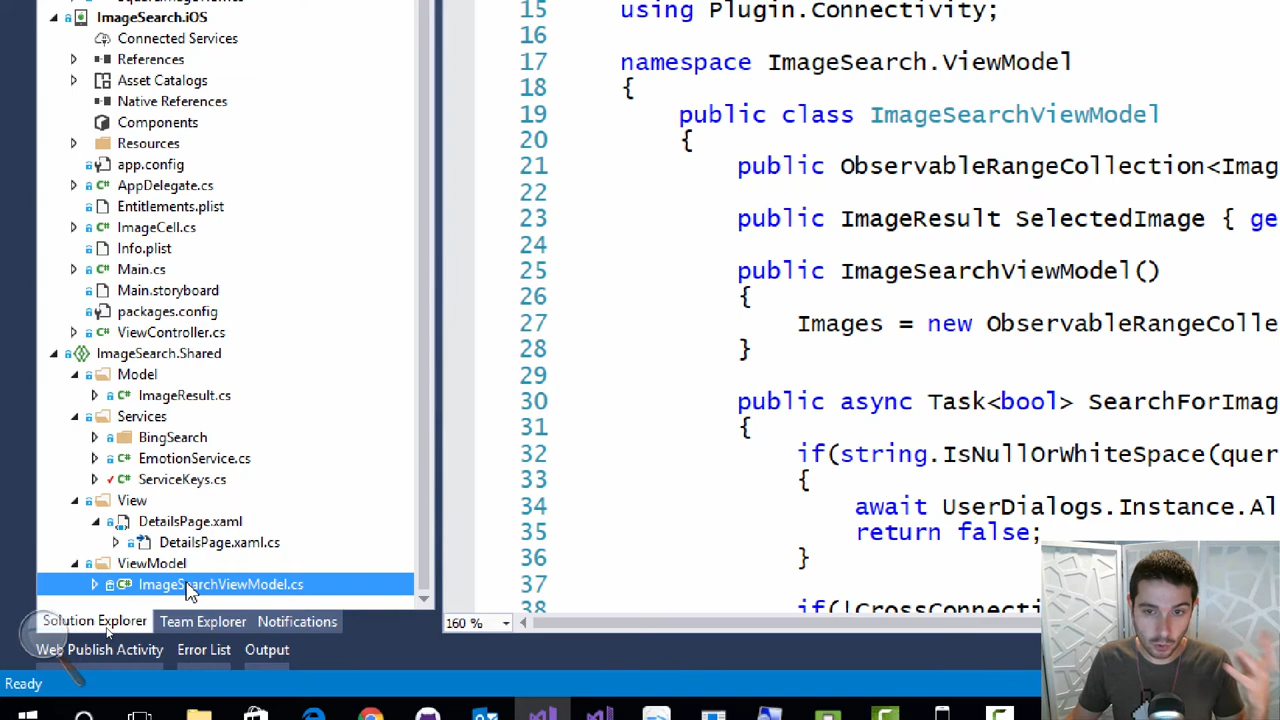 ImageSearch.iOS
Connected Services
References
Asset Catalogs
Native References
Components
Resources
app.config
AppDelegate.cs
Entitlements.plist
ImageCell.cs
Info.plist
Main.cs
Main.storyboard
packages.config
ViewController.cs
ImageSearch.Shared
Model
ImageResult.cs
Services
BingSearch
EmotionService.cs
ServiceKeys.cs
View
DetailsPage.xaml
DetailsPage.xaml.cs
ViewModel
ImageSearchViewModel.cs
Solution Explorer Team Explorer Notifications
Web Publish Activity Error List Output
Ready
15 using Plugin.Connectivity;
16
17 namespace ImageSearch.ViewModel
18 {
19 public class ImageSearchViewModel
20 {
21 public ObservableRangeCollection<Imag
22
23 public ImageResult SelectedImage { ge
24
25 public ImageSearchViewModel()
26 {
27 Images = new ObservableRangeColle
28 }
29
30 public async Task<bool> SearchForImag
31 {
32 if(string.IsNullOrWhiteSpace(quer
33 {
34 await UserDialogs.Instance.Al
35 return false;
36 }
37
38 if(!CrossConnecti
160 %